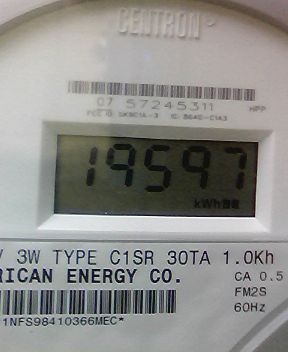 CENTRON
07 57245311
HPP
19597
kWh
V 3W TYPE C1SR 30TA 1.0Kh
RICAN ENERGY CO.
CA 0.5
FM2S
60Hz
1NFS98410366MEC*